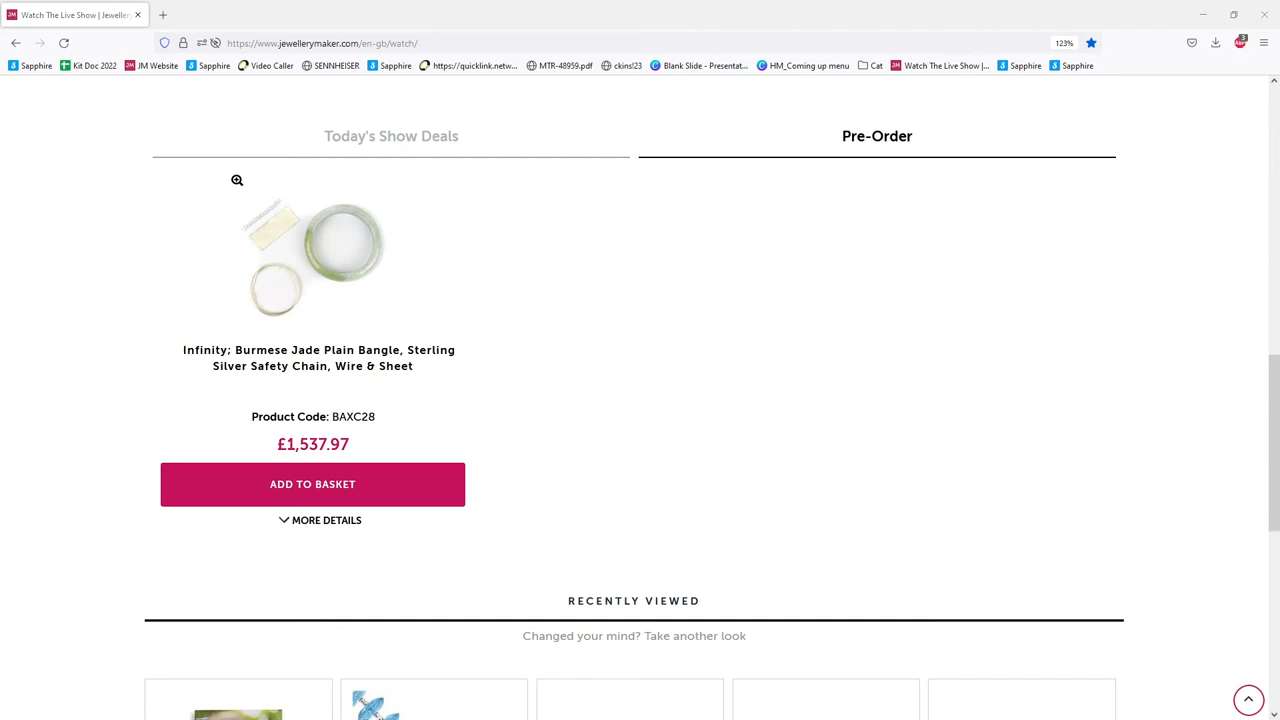 Watch The Live Show | Jeweller
https://www.jewellerymaker.com/en-gb/watch/
123%
3
Sapphire
Kit Doc 2022
JM Website
Sapphire
Video Caller
SENNHEISER
Sapphire
https://quicklink.netw...
MTR-48959.pdf
ckins!23
Blank Slide - Presentat...
HM_Coming up menu
Cat
Watch The Live Show |...
Sapphire
Sapphire
Today's Show Deals
Pre-Order
Infinity; Burmese Jade Plain Bangle, Sterling
Silver Safety Chain, Wire & Sheet
Product Code: BAXC28
£1,537.97
ADD TO BASKET
MORE DETAILS
RECENTLY VIEWED
Changed your mind? Take another look